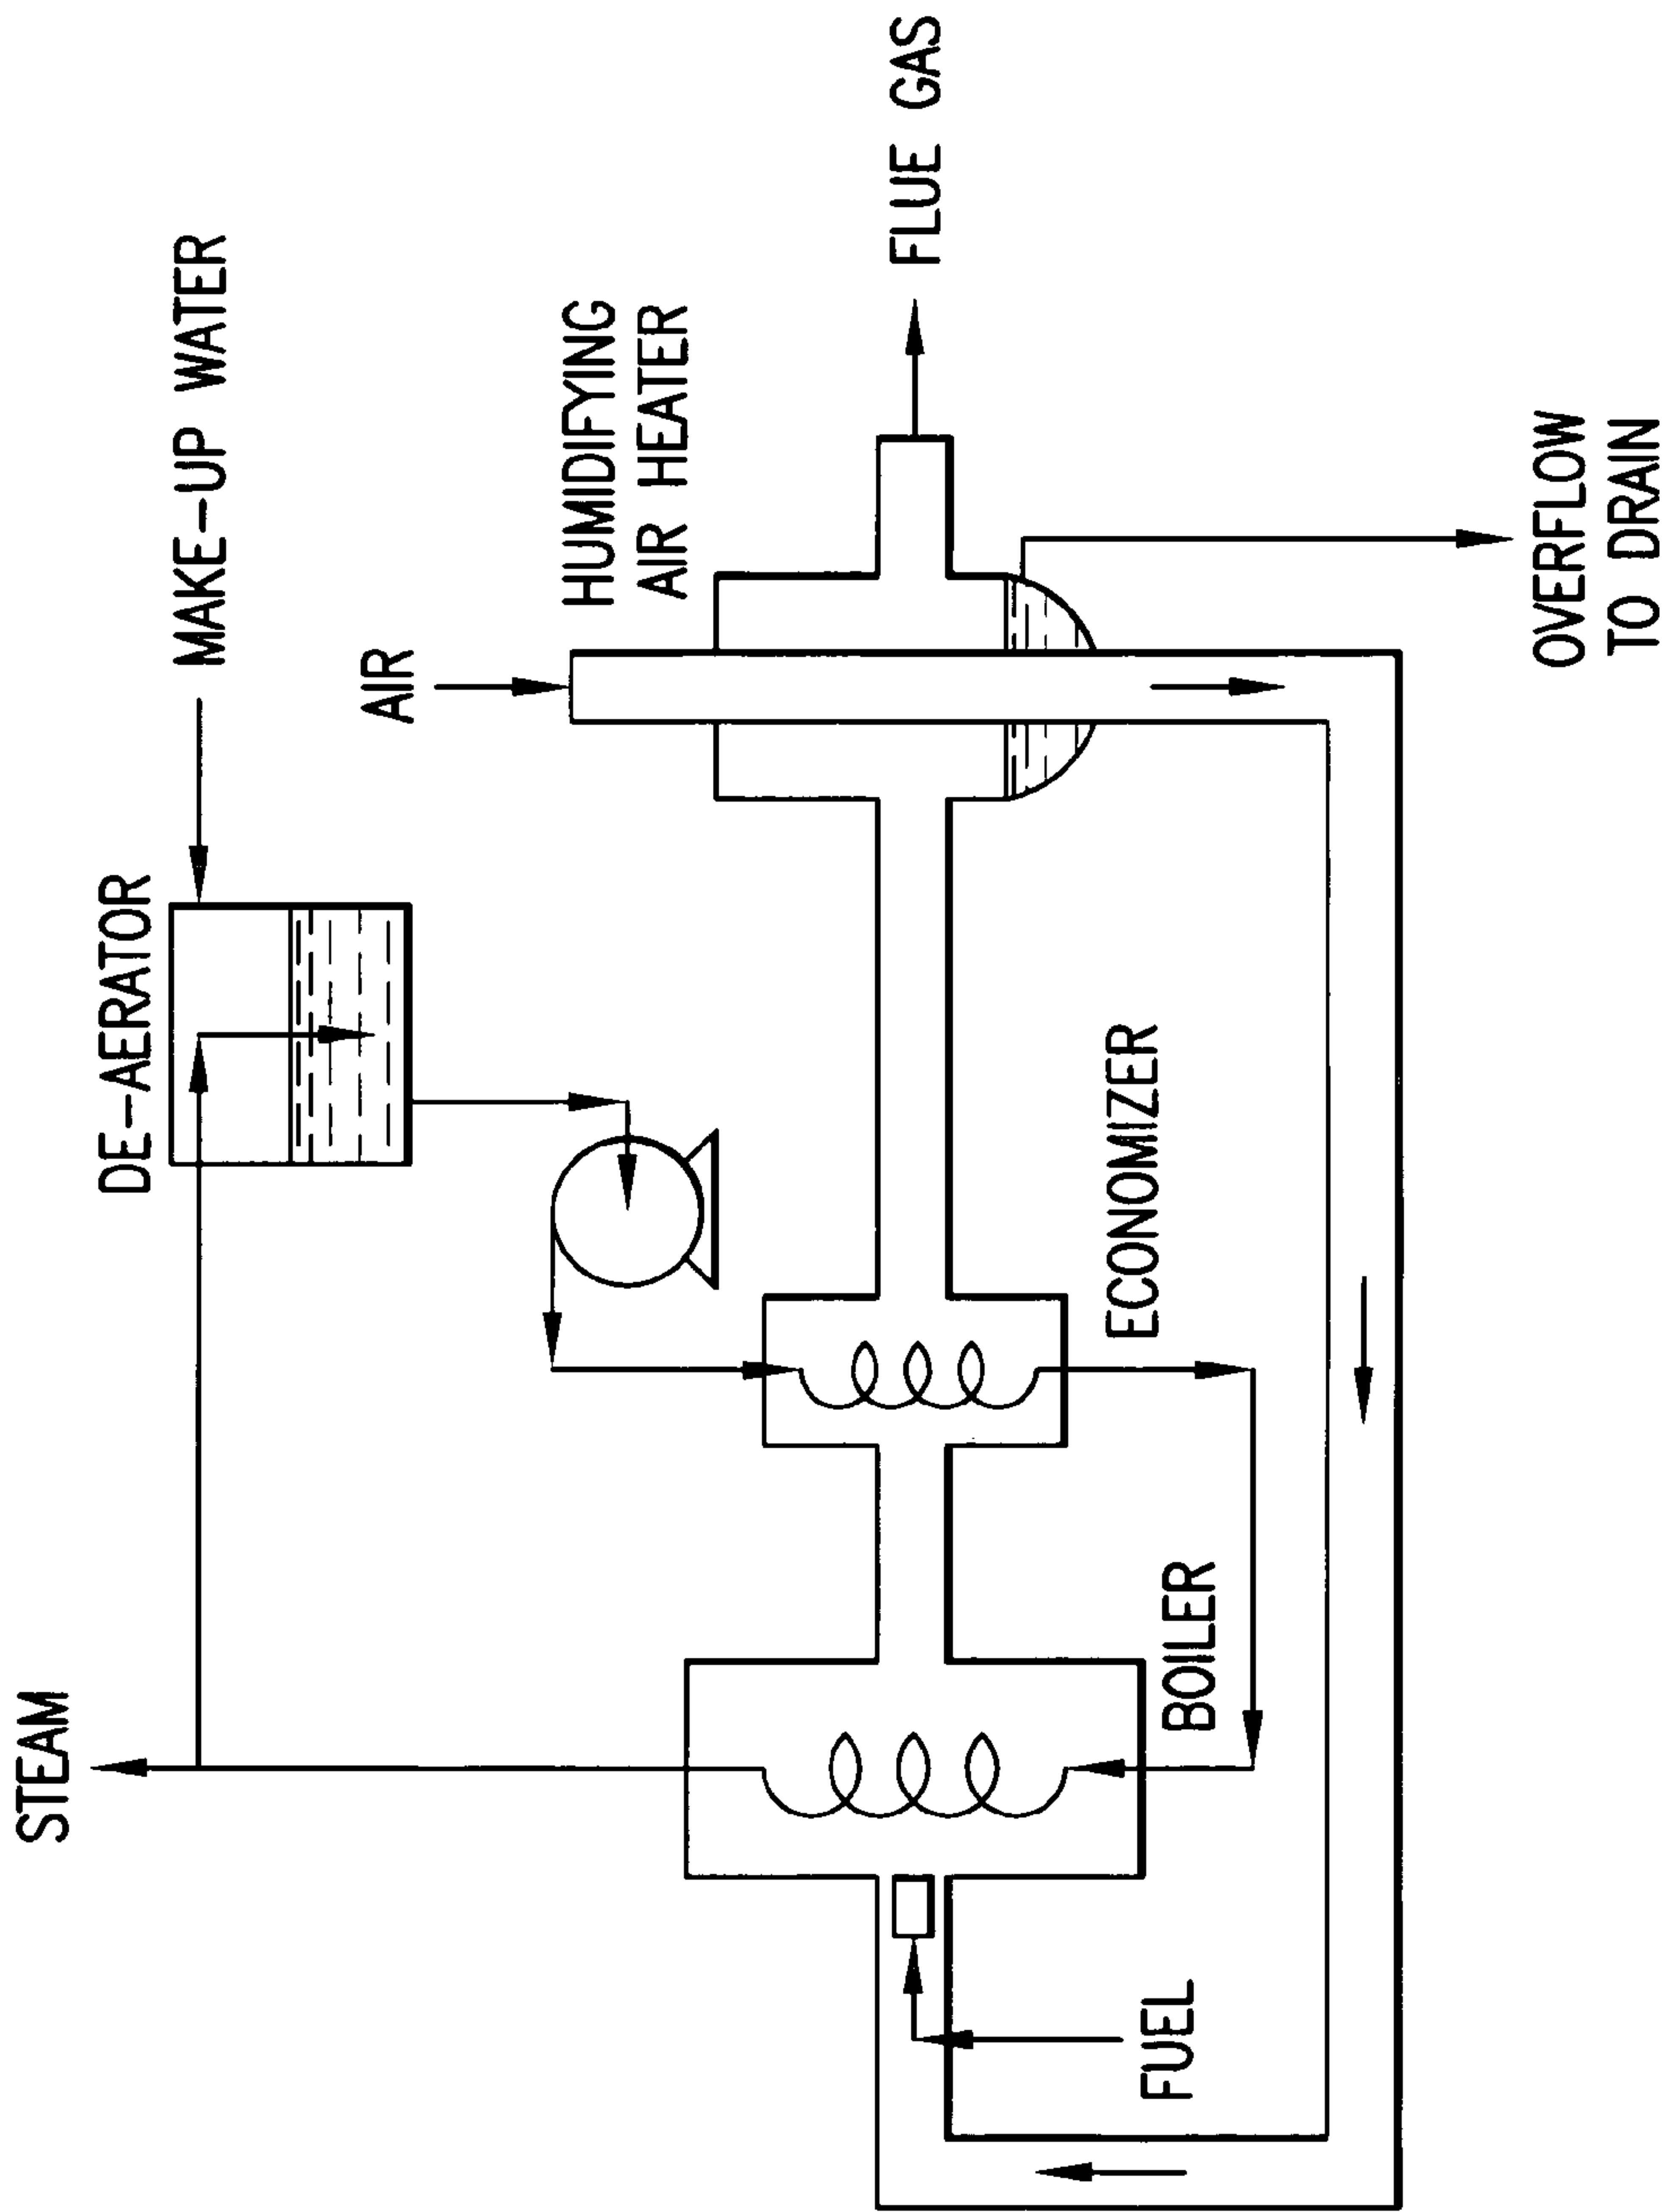 STEAM
DE-AERATOR
MAKE-UP WATER
AIR
HUMIDIFYING
AIR HEATER
FLUE GAS
ECONOMIZER
BOILER
FUEL
OVERFLOW
TO DRAIN